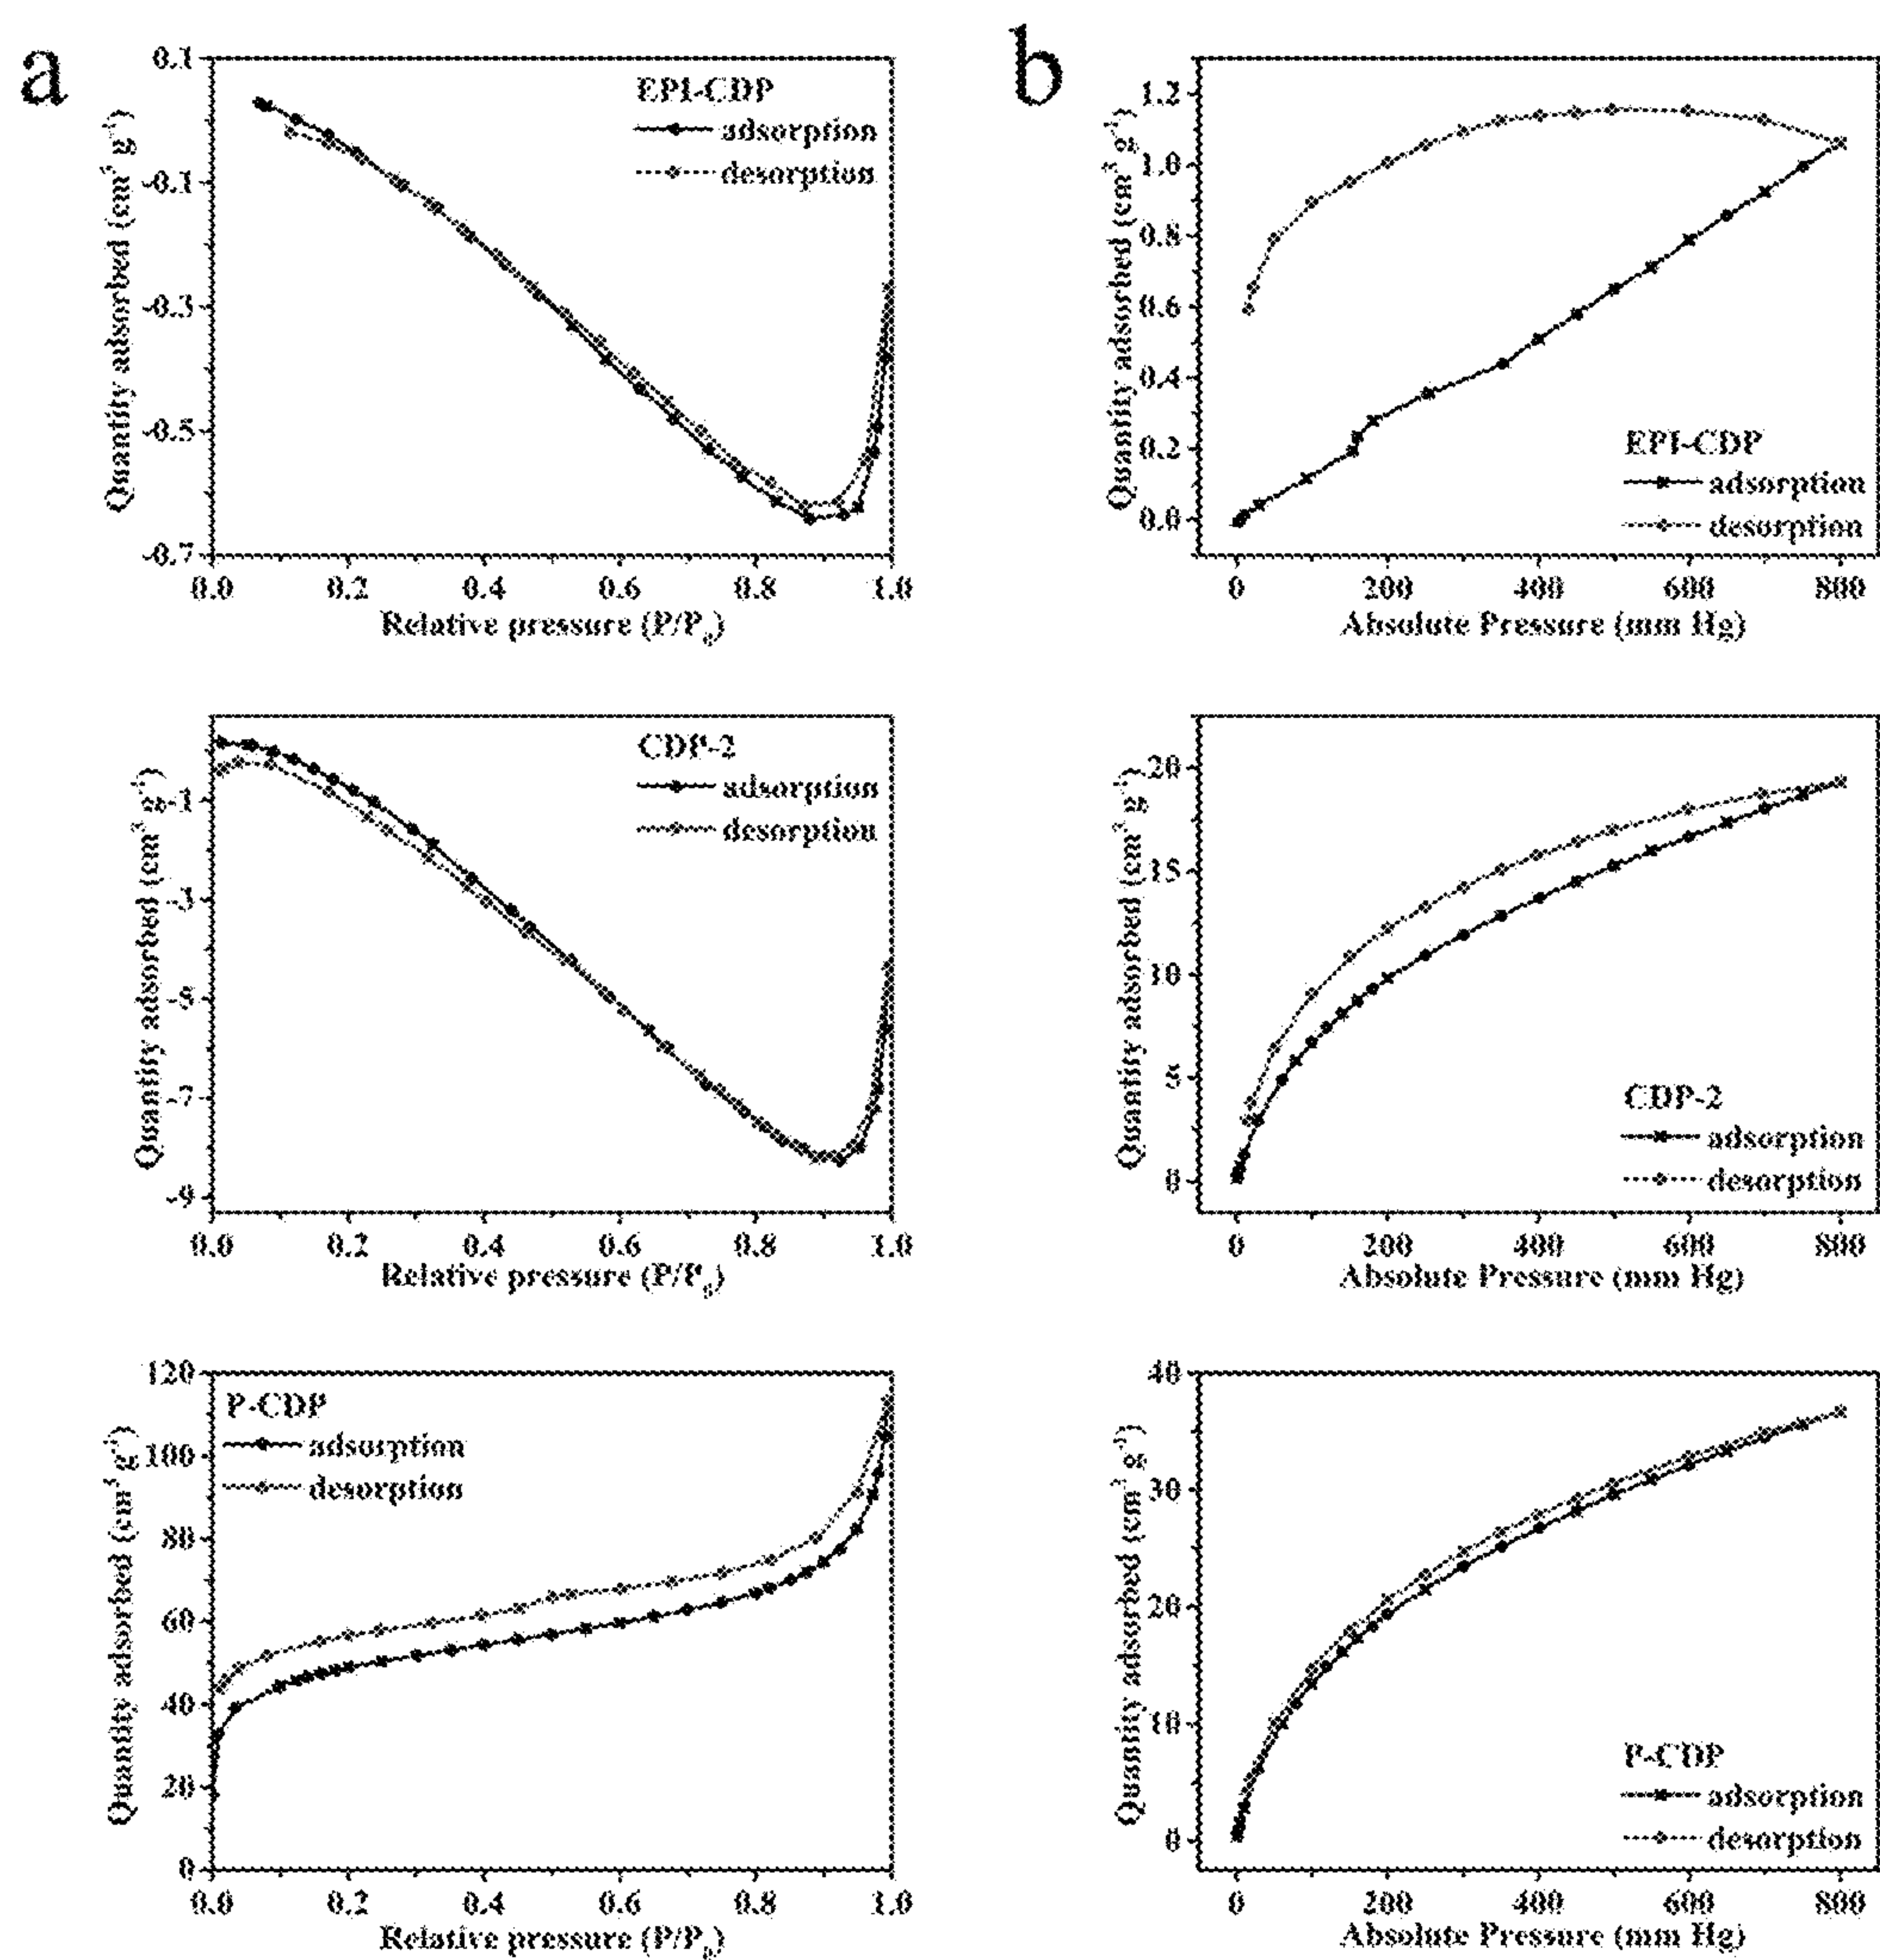 a
0.1
-0.1
-0.3
-0.5
-0.7
Quantity adsorbed (cm³ g⁻¹)
EPI-CDP
adsorption
desorption
0.0 0.2 0.4 0.6 0.8 1.0
Relative pressure (P/P₀)
b
1.2
1.0
0.8
0.6
0.4
0.2
0.0
Quantity adsorbed (cm³ g⁻¹)
EPI-CDP
adsorption
desorption
0 200 400 600 800
Absolute Pressure (mm Hg)
-1
-3
-5
-7
-9
Quantity adsorbed (cm³ g⁻¹)
CDP-2
adsorption
desorption
0.0 0.2 0.4 0.6 0.8 1.0
Relative pressure (P/P₀)
20
15
10
5
0
Quantity adsorbed (cm³ g⁻¹)
CDP-2
adsorption
desorption
0 200 400 600 800
Absolute Pressure (mm Hg)
120
100
80
60
40
20
0
Quantity adsorbed (cm³ g⁻¹)
P-CDP
adsorption
desorption
0.0 0.2 0.4 0.6 0.8 1.0
Relative pressure (P/P₀)
40
30
20
10
0
Quantity adsorbed (cm³ g⁻¹)
P-CDP
adsorption
desorption
0 200 400 600 800
Absolute Pressure (mm Hg)